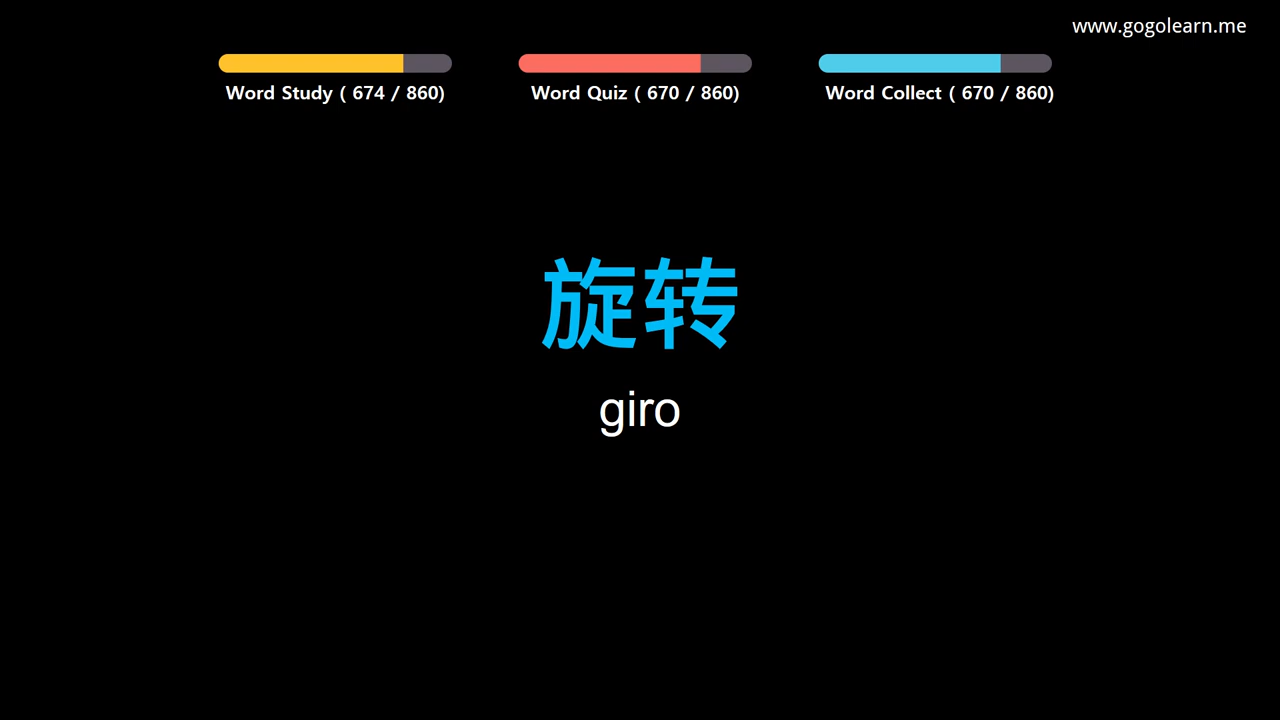 www.gogolearn.me
Word Study ( 674 / 860)
Word Quiz ( 670 / 860)
Word Collect ( 670 / 860)
旋转
giro